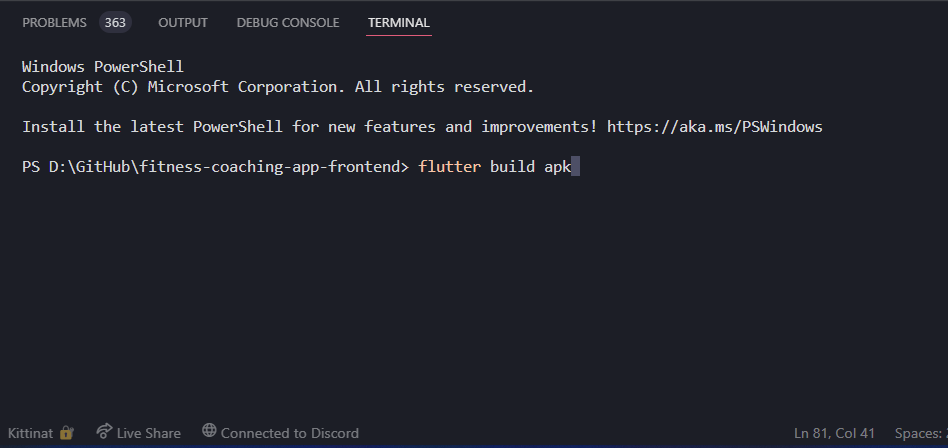 PROBLEMS 363 OUTPUT DEBUG CONSOLE TERMINAL
Windows PowerShell
Copyright (C) Microsoft Corporation. All rights reserved.
Install the latest PowerShell for new features and improvements! https://aka.ms/PSWindows
PS D:\GitHub\fitness-coaching-app-frontend> flutter build apk
Kittinat Live Share Connected to Discord Ln 81, Col 41 Spaces: